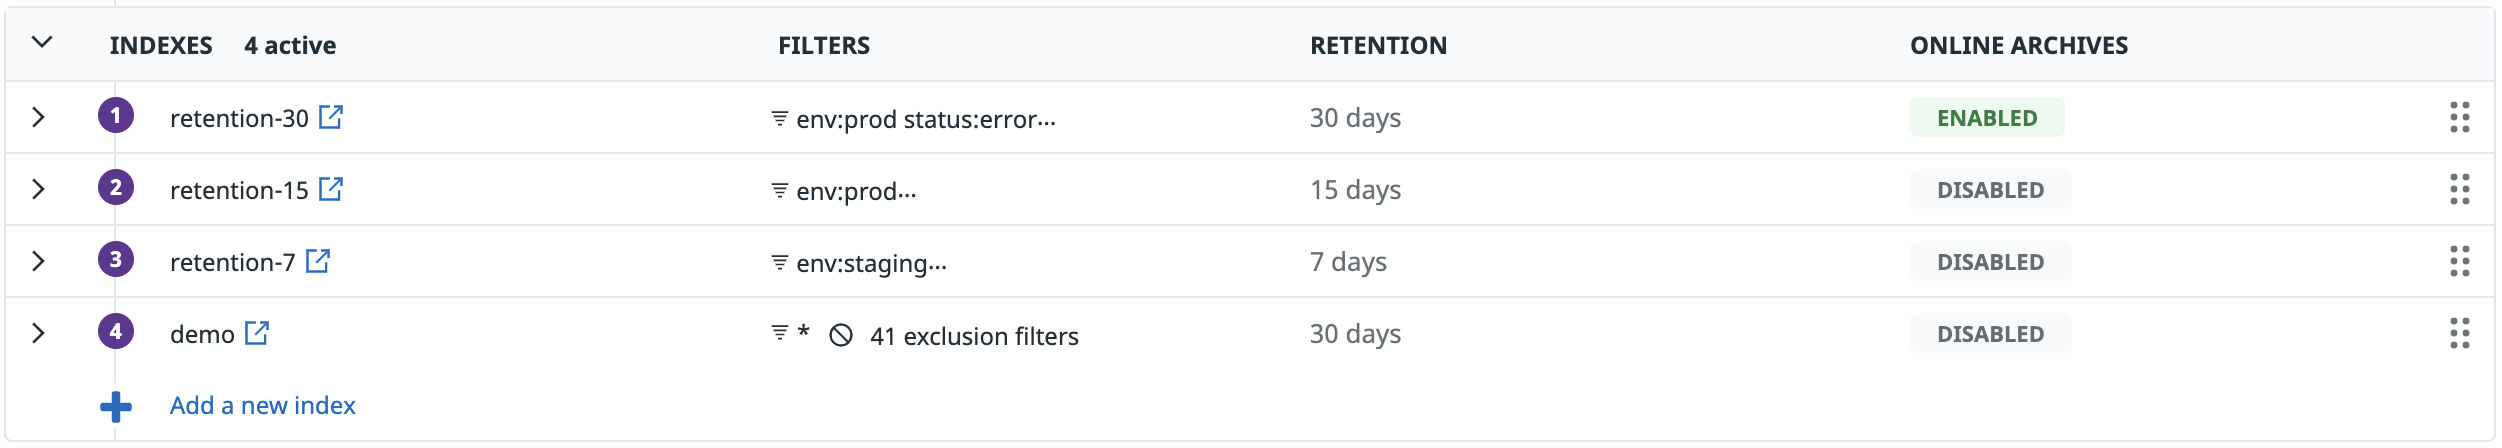 INDEXES 4 active FILTERS RETENTION ONLINE ARCHIVES
1 retention-30 env:prod status:error... 30 days ENABLED
2 retention-15 env:prod... 15 days DISABLED
3 retention-7 env:staging... 7 days DISABLED
4 demo * 41 exclusion filters 30 days DISABLED
Add a new index